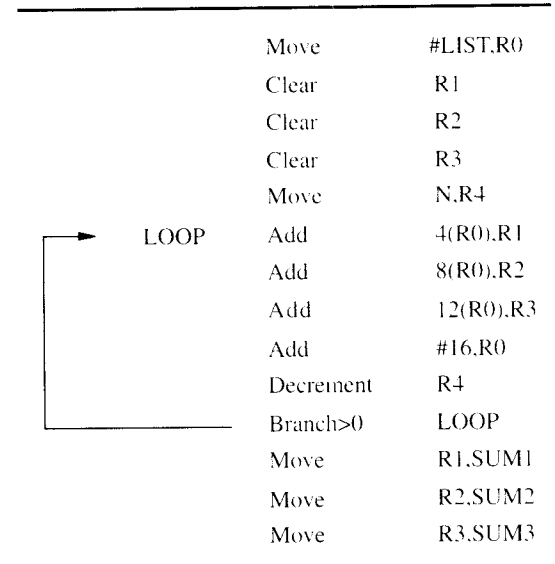 Move #LIST,R0
Clear R1
Clear R2
Clear R3
Move N,R4
LOOP Add 4(R0),R1
Add 8(R0),R2
Add 12(R0),R3
Add #16,R0
Decrement R4
Branch>0 LOOP
Move R1,SUM1
Move R2,SUM2
Move R3,SUM3